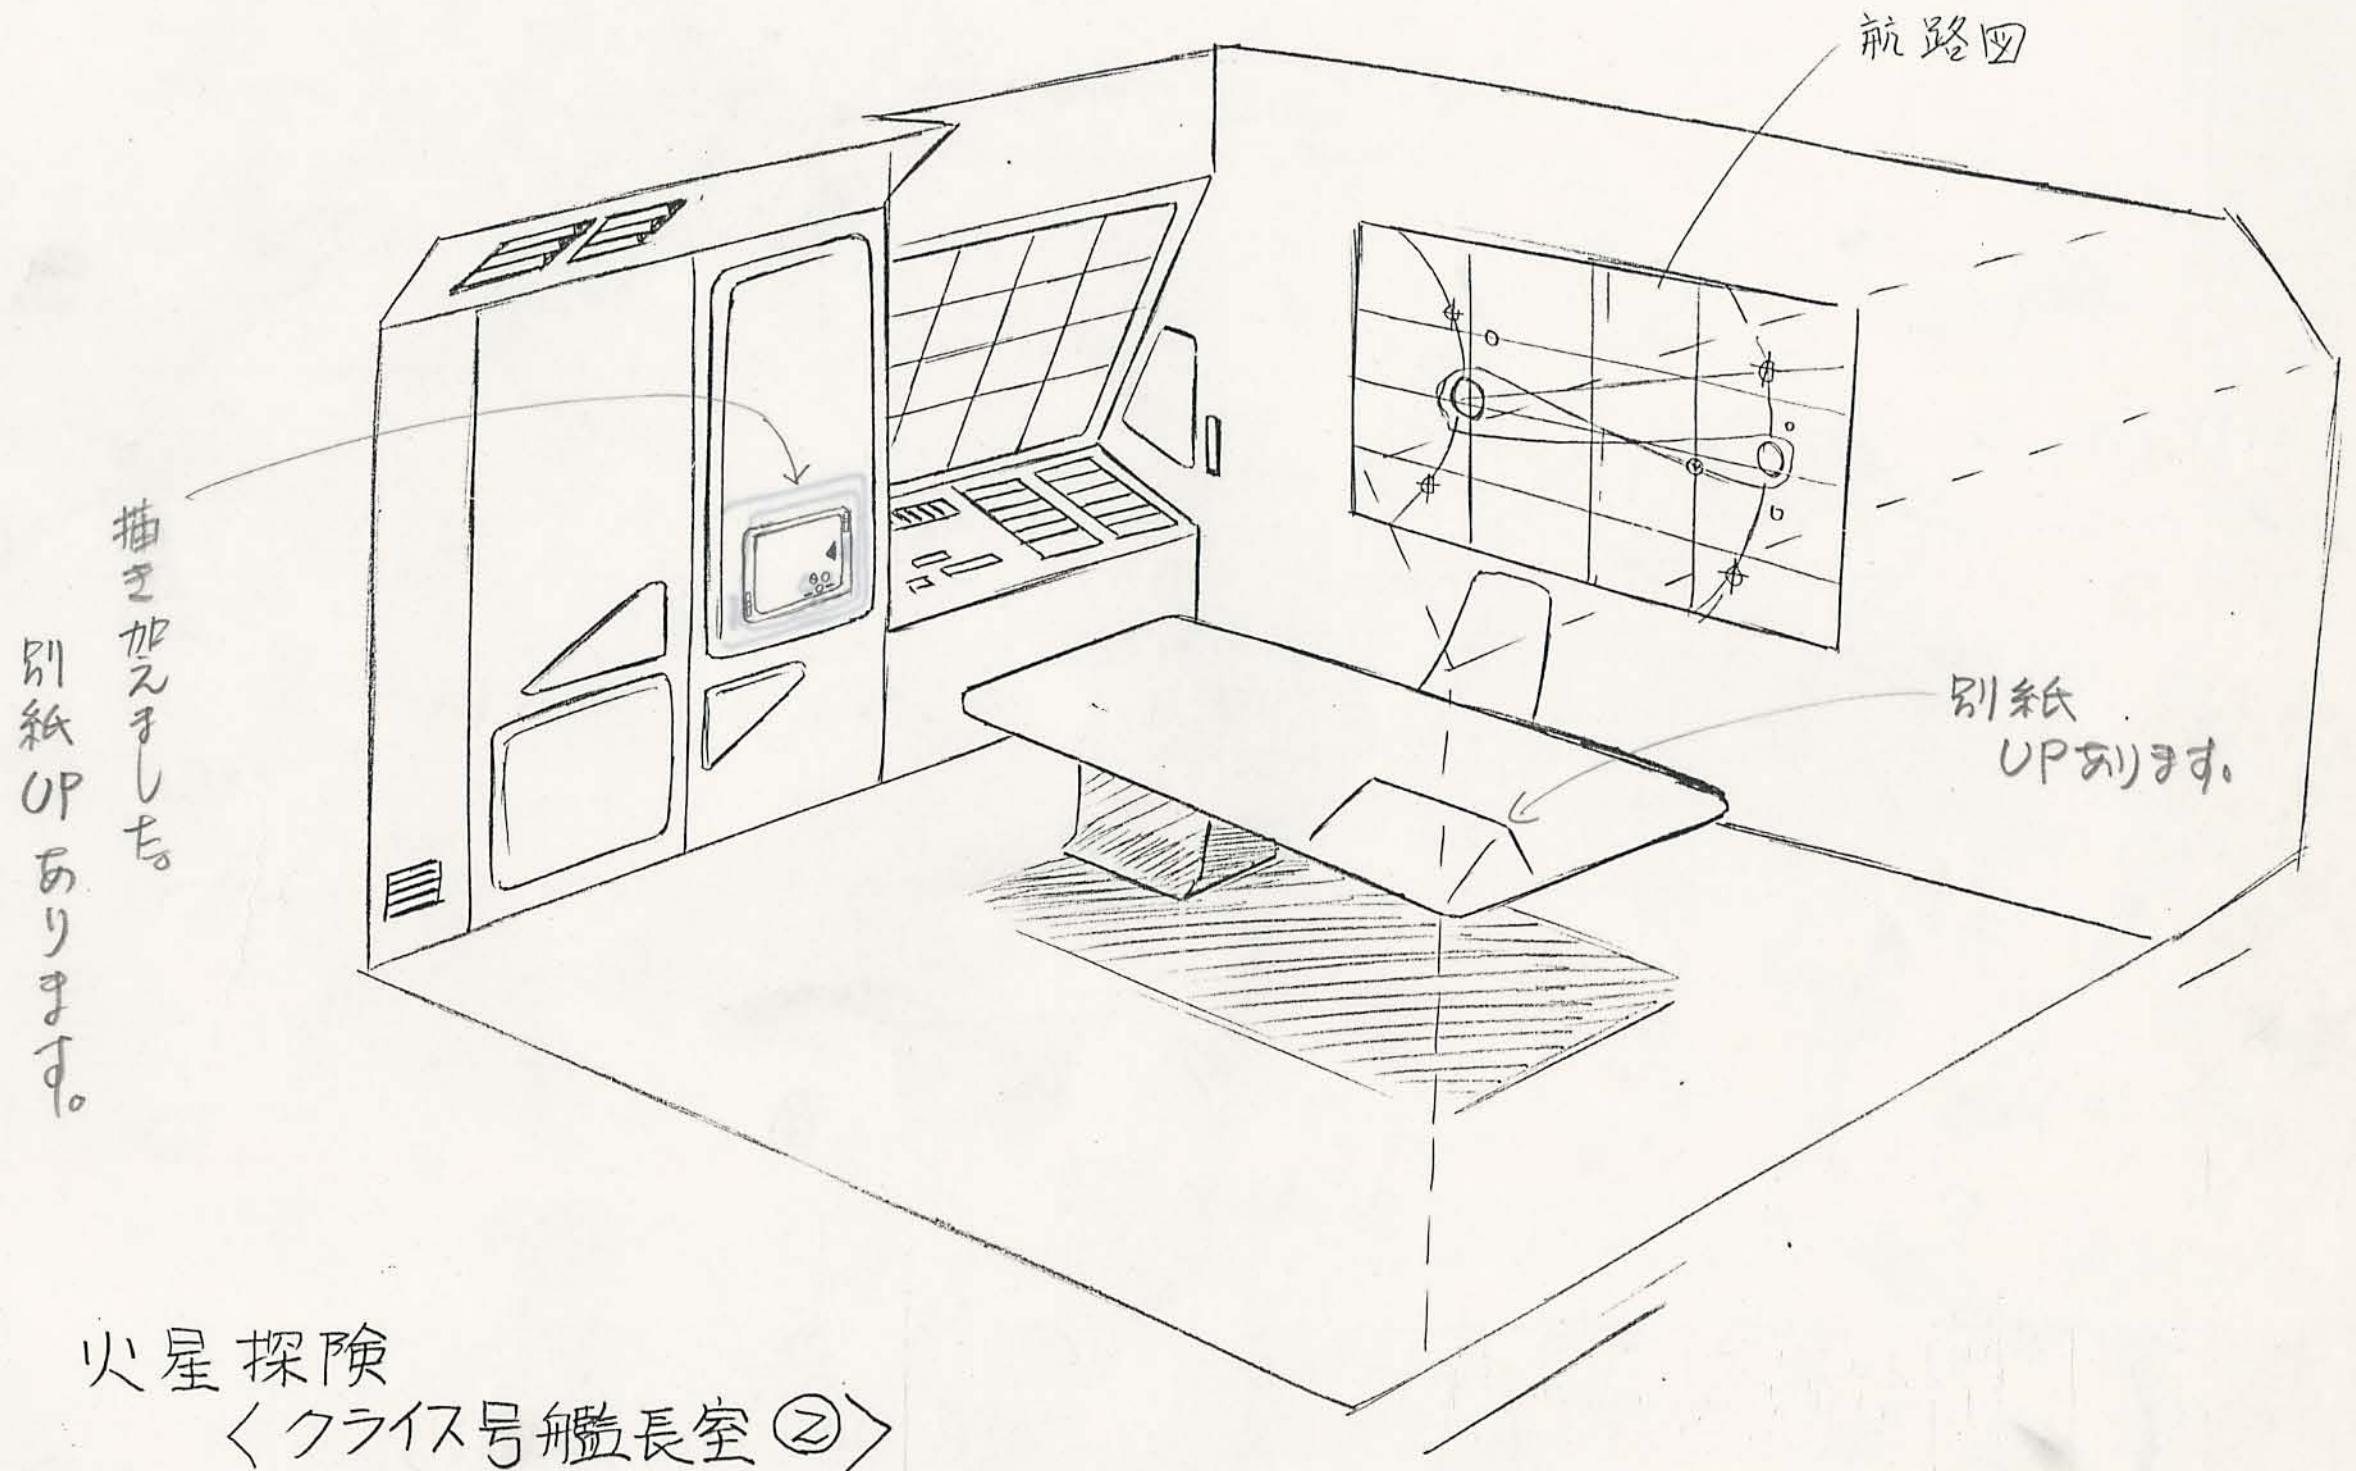 航路図
描き加えました。
別紙UPあります。
別紙
UPあります。
火星探険
〈クライス号艦長室②〉